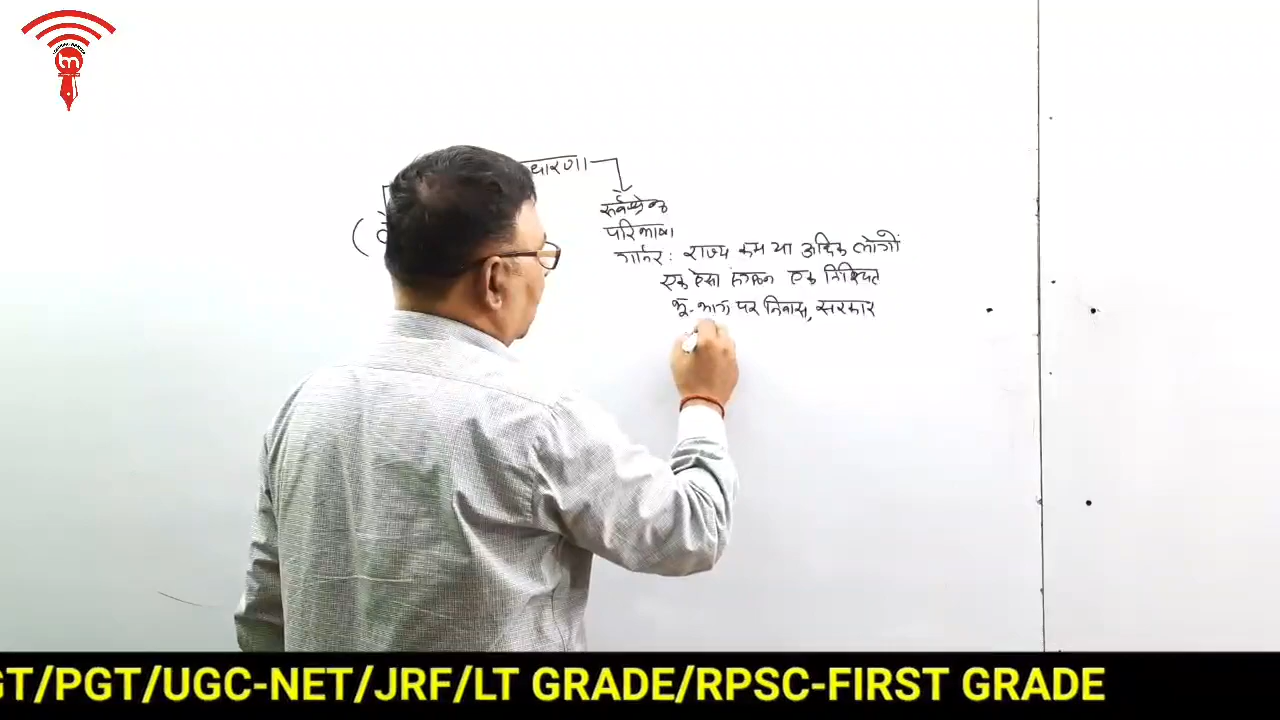 धारणा
सर्वश्रेष्ठ
परिभाषा
गार्नर : राज्य कम या अधिक लोगों
एक ऐसा संगठन एक निश्चित
भू-भाग पर निवास, सरकार
GT/PGT/UGC-NET/JRF/LT GRADE/RPSC-FIRST GRADE